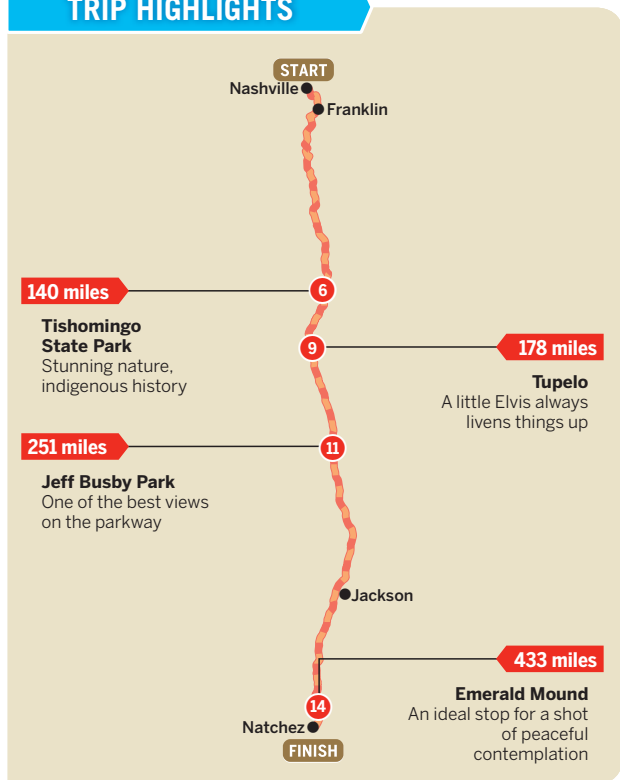 TRIP HIGHLIGHTS
START
Nashville
Franklin
140 miles
6
Tishomingo
State Park
Stunning nature,
indigenous history
9
178 miles
Tupelo
A little Elvis always
livens things up
251 miles
11
Jeff Busby Park
One of the best views
on the parkway
Jackson
433 miles
Emerald Mound
An ideal stop for a shot
of peaceful
contemplation
14
Natchez
FINISH